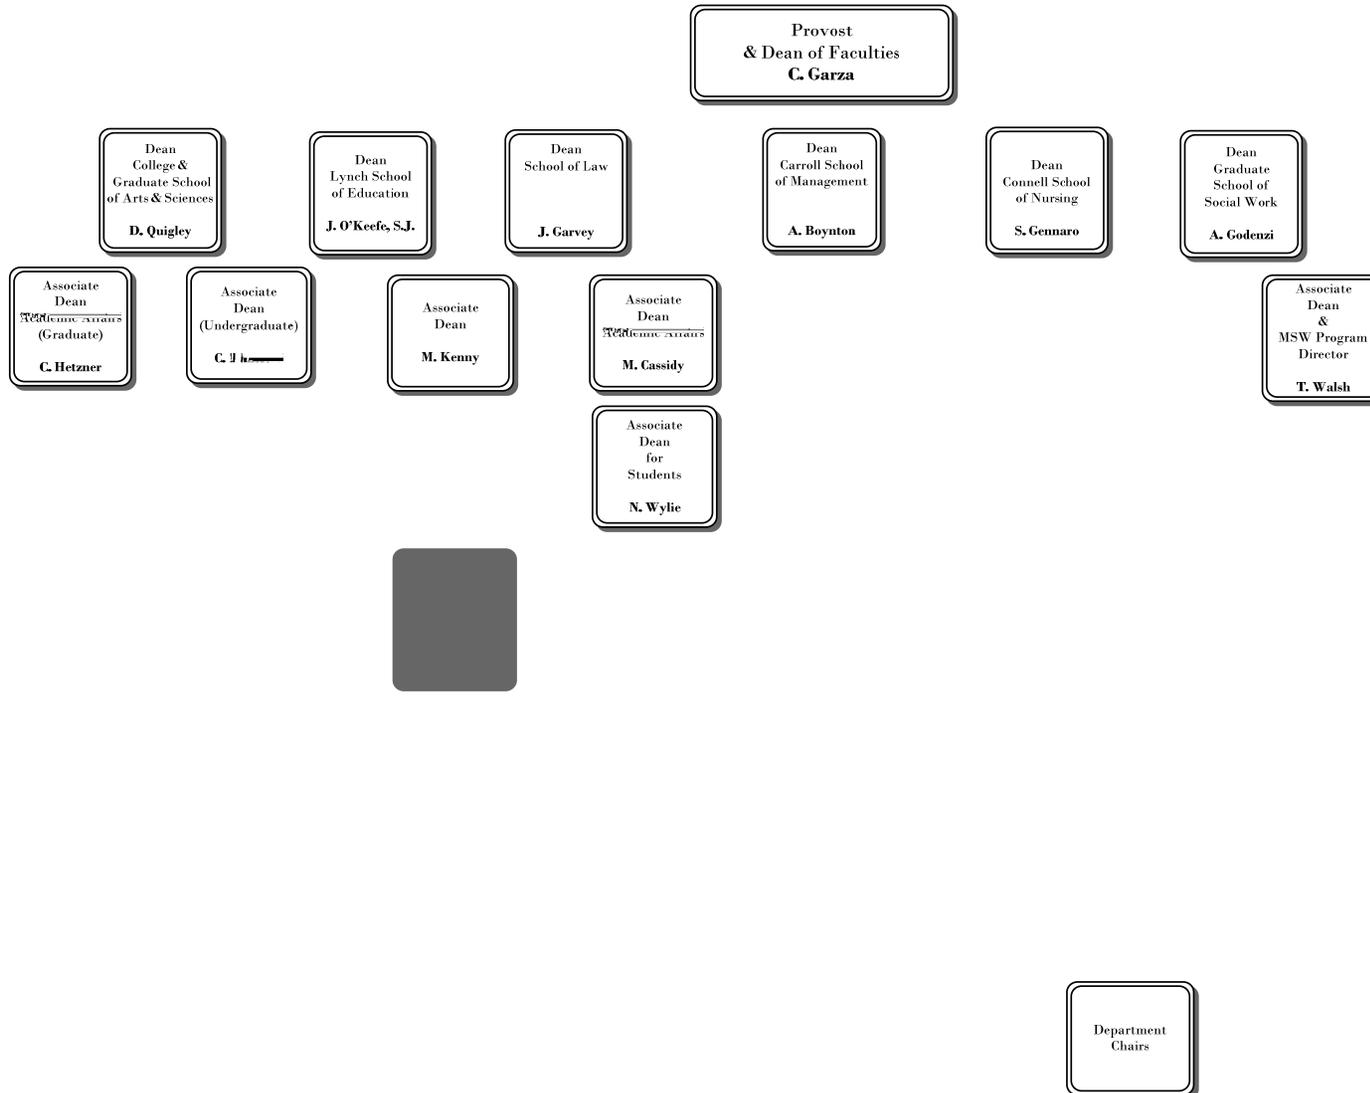 Provost
& Dean of Faculties
C. Garza
Dean
College &
Graduate School
of Arts & Sciences
D. Quigley
Dean
Lynch School
of Education
J. O'Keefe, S.J.
Dean
School of Law
J. Garvey
Dean
Carroll School
of Management
A. Boynton
Dean
Connell School
of Nursing
S. Gennaro
Dean
Graduate
School of
Social Work
A. Godenzi
Associate
Dean
(Graduate)
C. Hetzner
Associate
Dean
(Undergraduate)
C.
Associate
Dean
M. Kenny
Associate
Dean
Academic Affairs
M. Cassidy
Associate
Dean
&
MSW Program
Director
T. Walsh
Associate
Dean
for
Students
N. Wylie
Department
Chairs